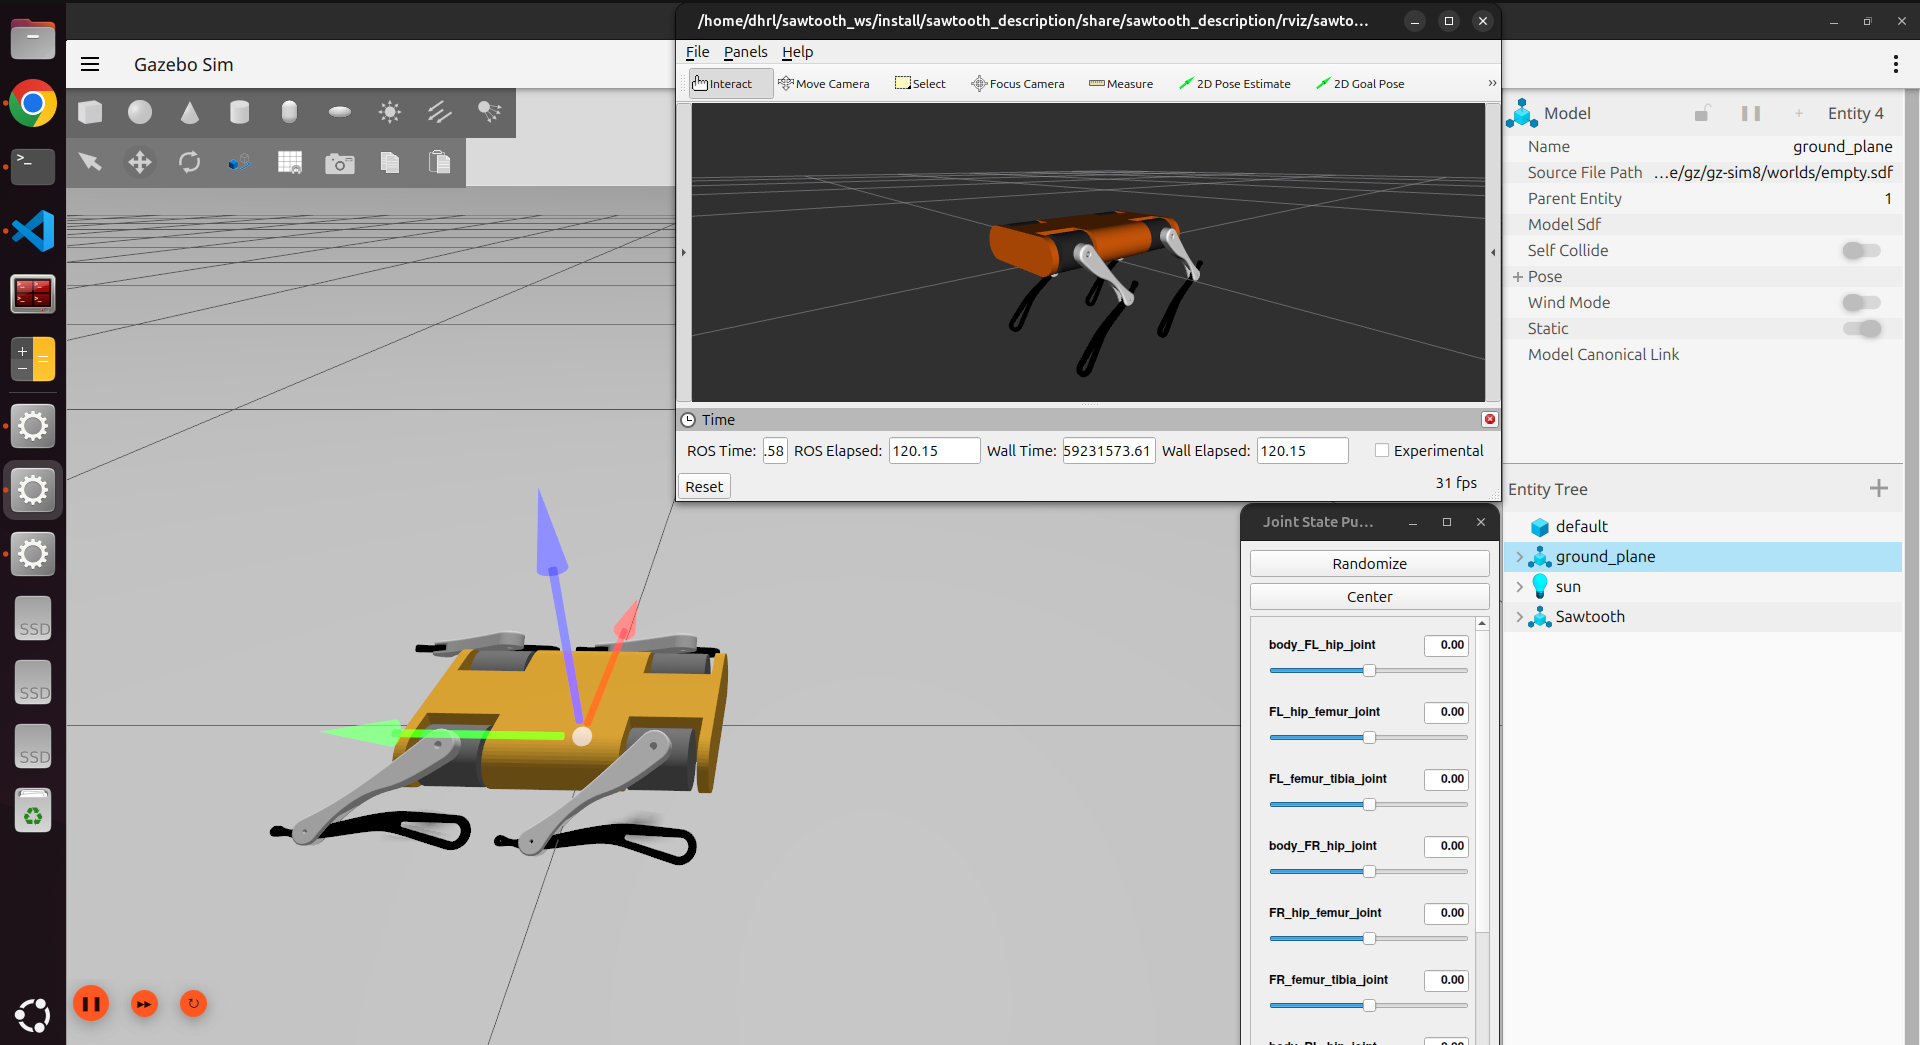 /home/dhrl/sawtooth_ws/install/sawtooth_description/share/sawtooth_description/rviz/sawto...
File Panels Help
Interact Move Camera Select Focus Camera Measure 2D Pose Estimate 2D Goal Pose »
Gazebo Sim
Model Entity 4
Name ground_plane
Source File Path ...e/gz/gz-sim8/worlds/empty.sdf
Parent Entity 1
Model Sdf
Self Collide
+ Pose
Wind Mode
Static
Model Canonical Link
Time
ROS Time: .58 ROS Elapsed: 120.15 Wall Time: 59231573.61 Wall Elapsed: 120.15 Experimental
Reset 31 fps
Entity Tree
default
ground_plane
sun
Sawtooth
Joint State Pu...
Randomize
Center
body_FL_hip_joint 0.00
FL_hip_femur_joint 0.00
FL_femur_tibia_joint 0.00
body_FR_hip_joint 0.00
FR_hip_femur_joint 0.00
FR_femur_tibia_joint 0.00
SSD
SSD
SSD